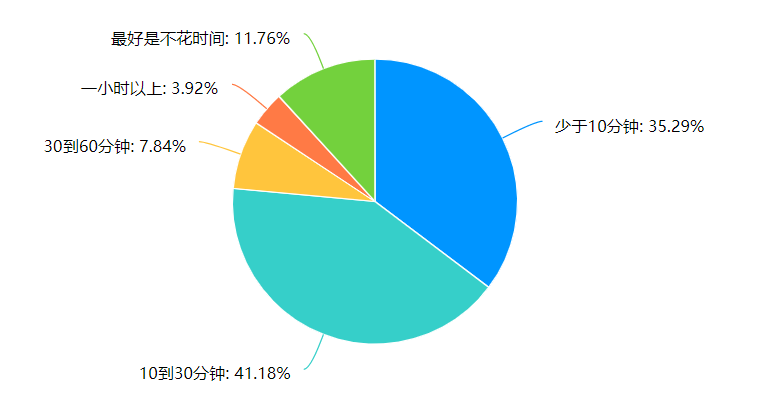 最好是不花时间: 11.76%
一小时以上: 3.92%
少于10分钟: 35.29%
30到60分钟: 7.84%
10到30分钟: 41.18%